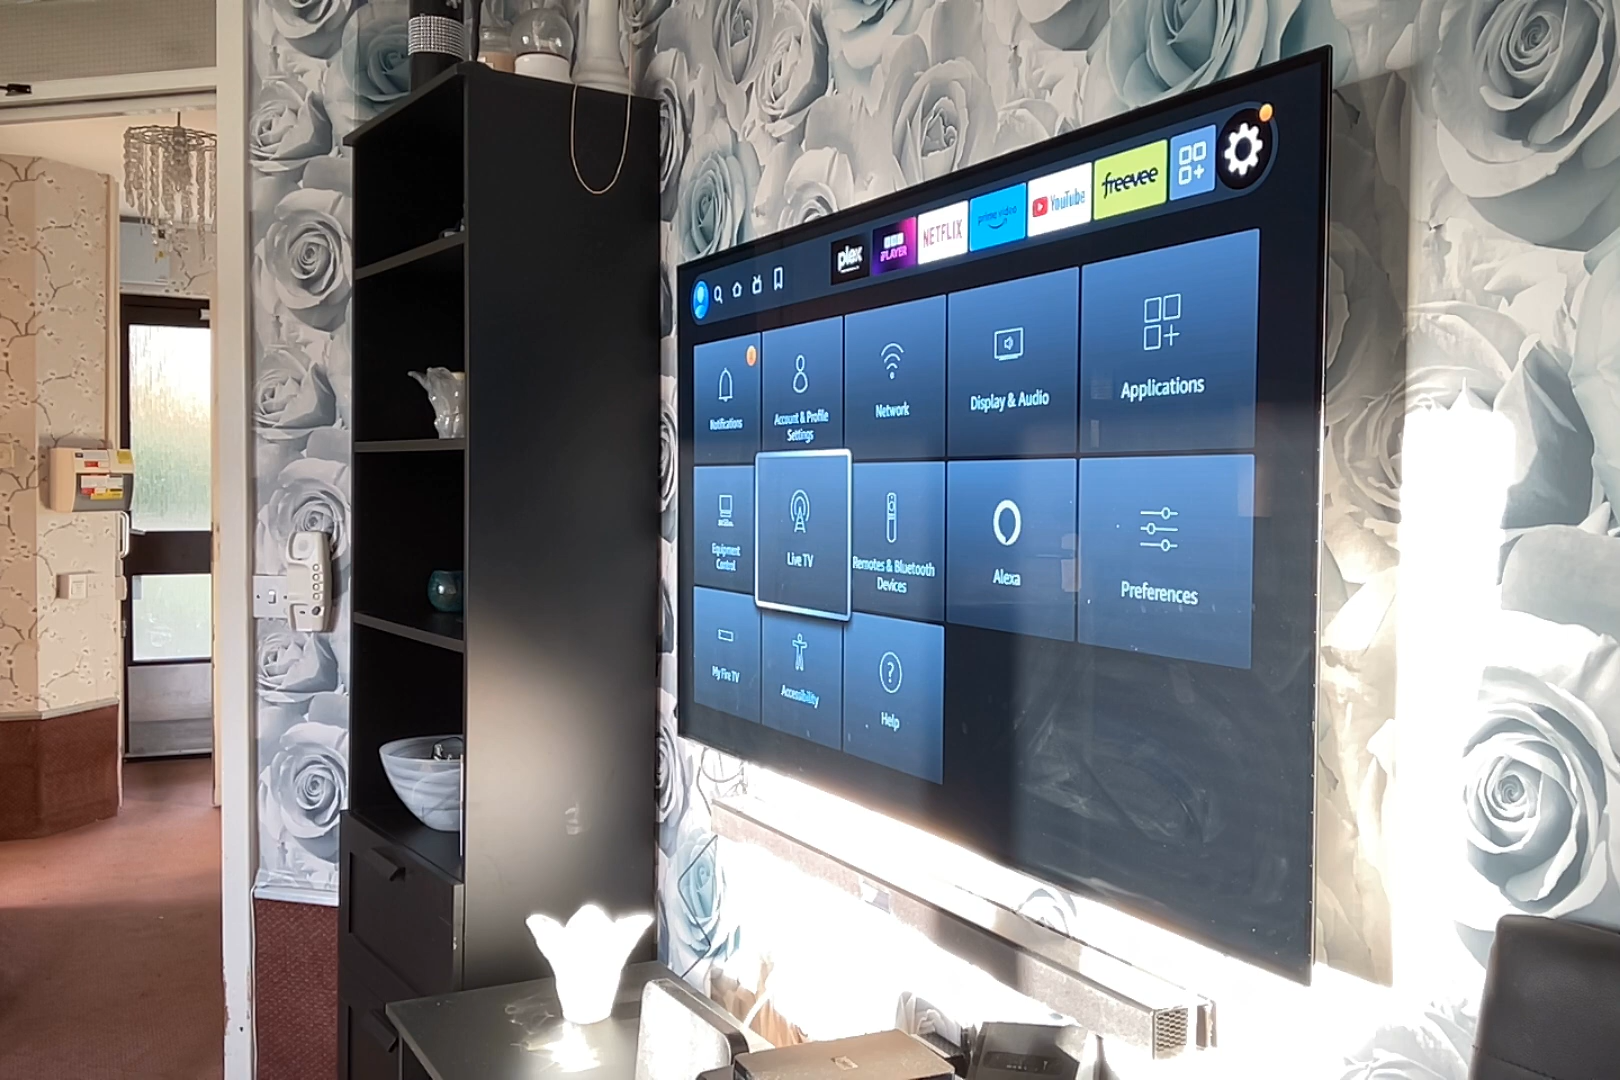 plex
iPLAYER
NETFLIX
prime video
YouTube
freevee
Notifications
Account & Profile
Settings
Network
Display & Audio
Applications
Equipment
Control
Live TV
Remotes & Bluetooth
Devices
Alexa
Preferences
My Fire TV
Accessibility
Help